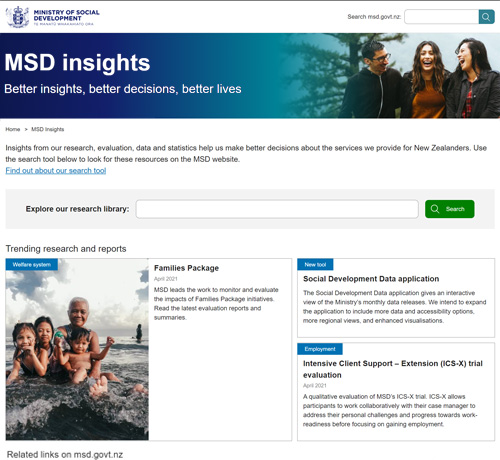 MINISTRY OF SOCIAL
DEVELOPMENT
TE MANATŪ WHAKAHIATO ORA
Search msd.govt.nz:
MSD insights
Better insights, better decisions, better lives
Home > MSD Insights
Insights from our research, evaluation, data and statistics help us make better decisions about the services we provide for New Zealanders. Use
the search tool below to look for these resources on the MSD website.
Find out about our search tool
Explore our research library:
Search
Trending research and reports
Welfare system
Families Package
April 2021
MSD leads the work to monitor and evaluate
the impacts of Families Package initiatives.
Read the latest evaluation reports and
summaries.
New tool
Social Development Data application
The Social Development Data application gives an interactive
view of the Ministry's monthly data releases. We intend to expand
the application to include more data and accessibility options,
more regional views, and enhanced visualisations.
Employment
Intensive Client Support – Extension (ICS-X) trial
evaluation
April 2021
A qualitative evaluation of MSD's ICS-X trial. ICS-X allows
participants to work collaboratively with their case manager to
address their personal challenges and progress towards work-
readiness before focusing on gaining employment.
Related links on msd.govt.nz